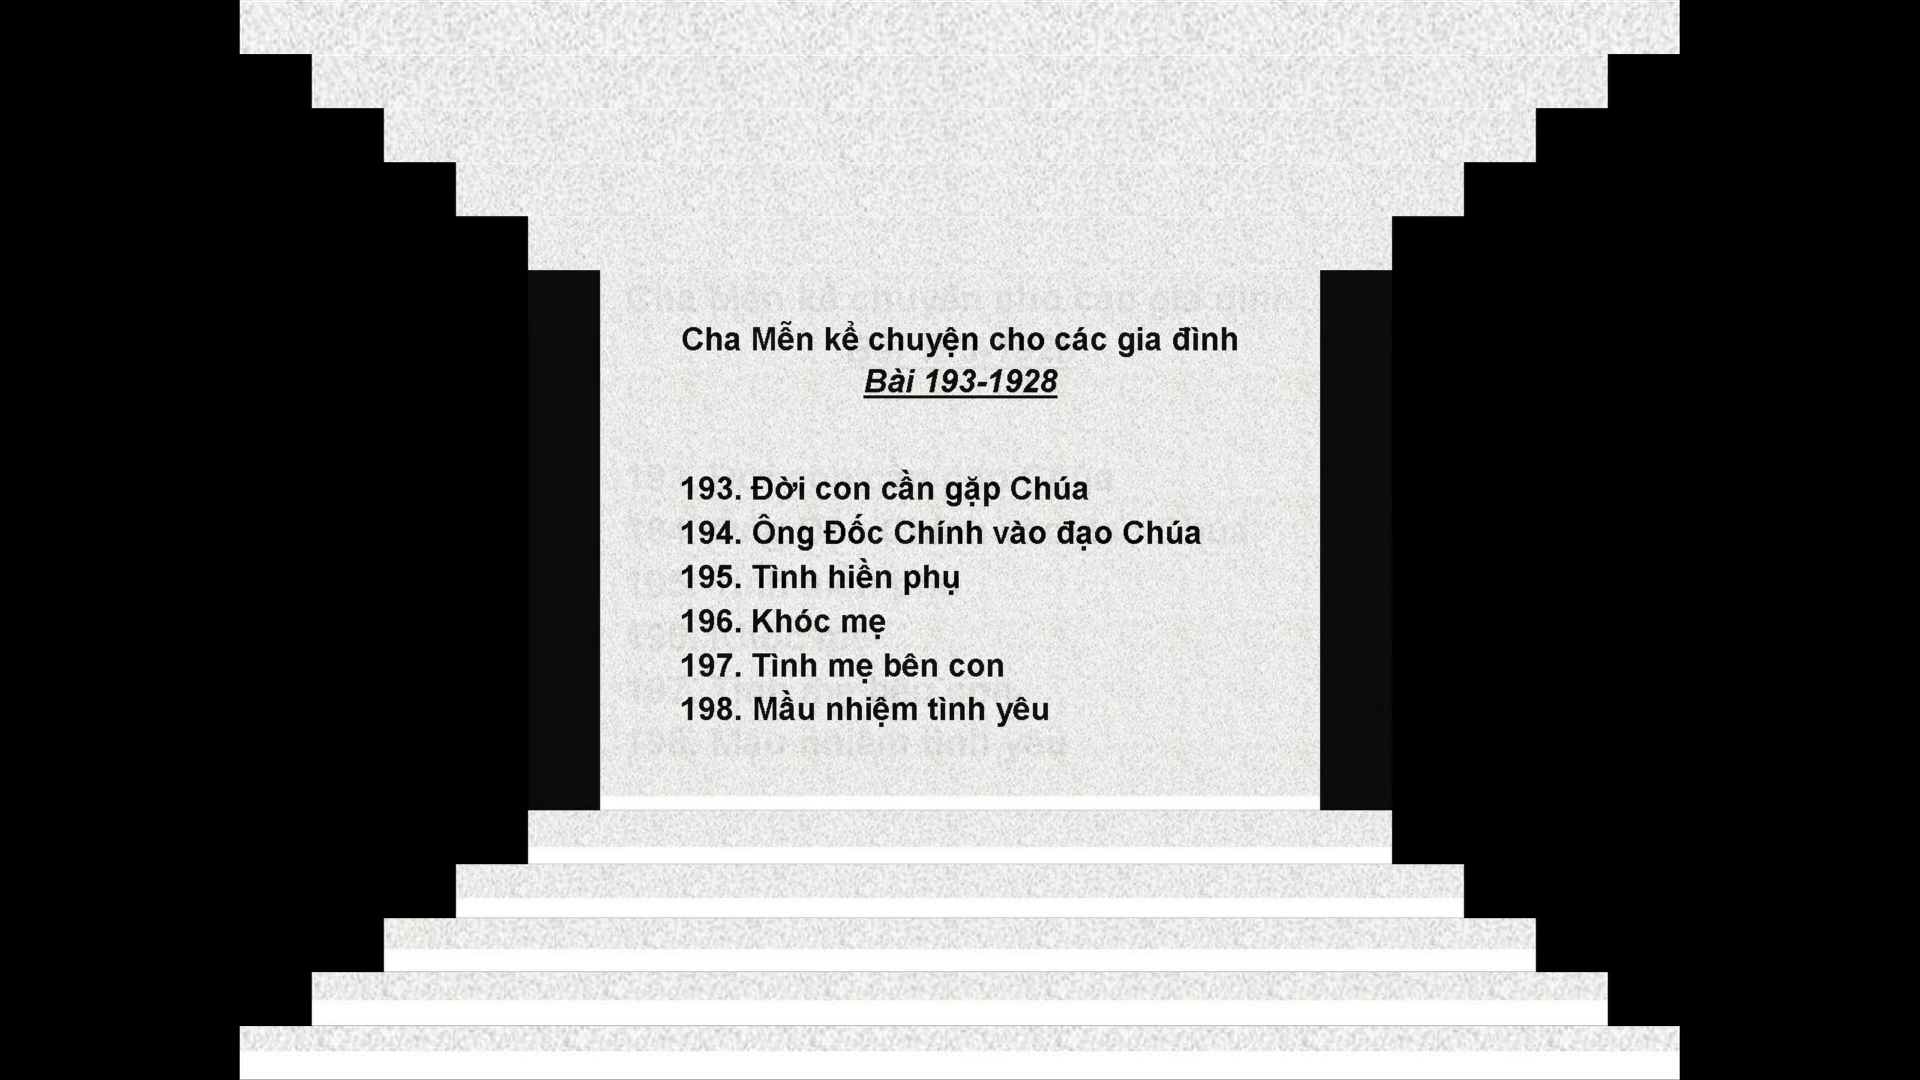 Cha Mễn kể chuyện cho các gia đình
Bài 193-1928
193. Đời con cần gặp Chúa
194. Ông Đốc Chính vào đạo Chúa
195. Tình hiền phụ
196. Khóc mẹ
197. Tình mẹ bên con
198. Mầu nhiệm tình yêu